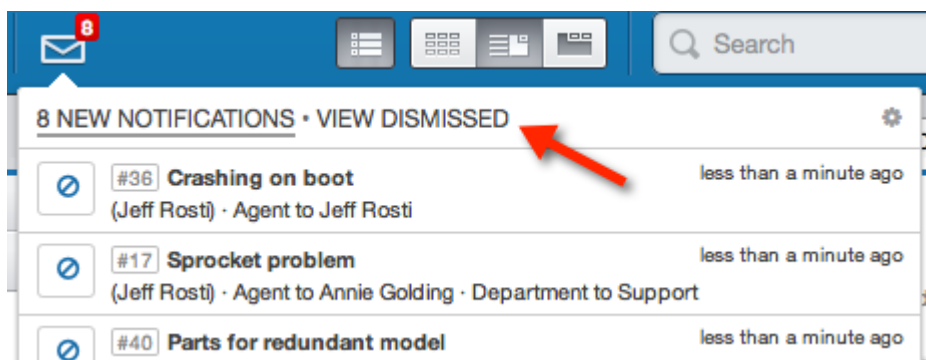 8
Search
8 NEW NOTIFICATIONS • VIEW DISMISSED
#36 Crashing on boot less than a minute ago
(Jeff Rosti) · Agent to Jeff Rosti
#17 Sprocket problem less than a minute ago
(Jeff Rosti) · Agent to Annie Golding · Department to Support
#40 Parts for redundant model less than a minute ago